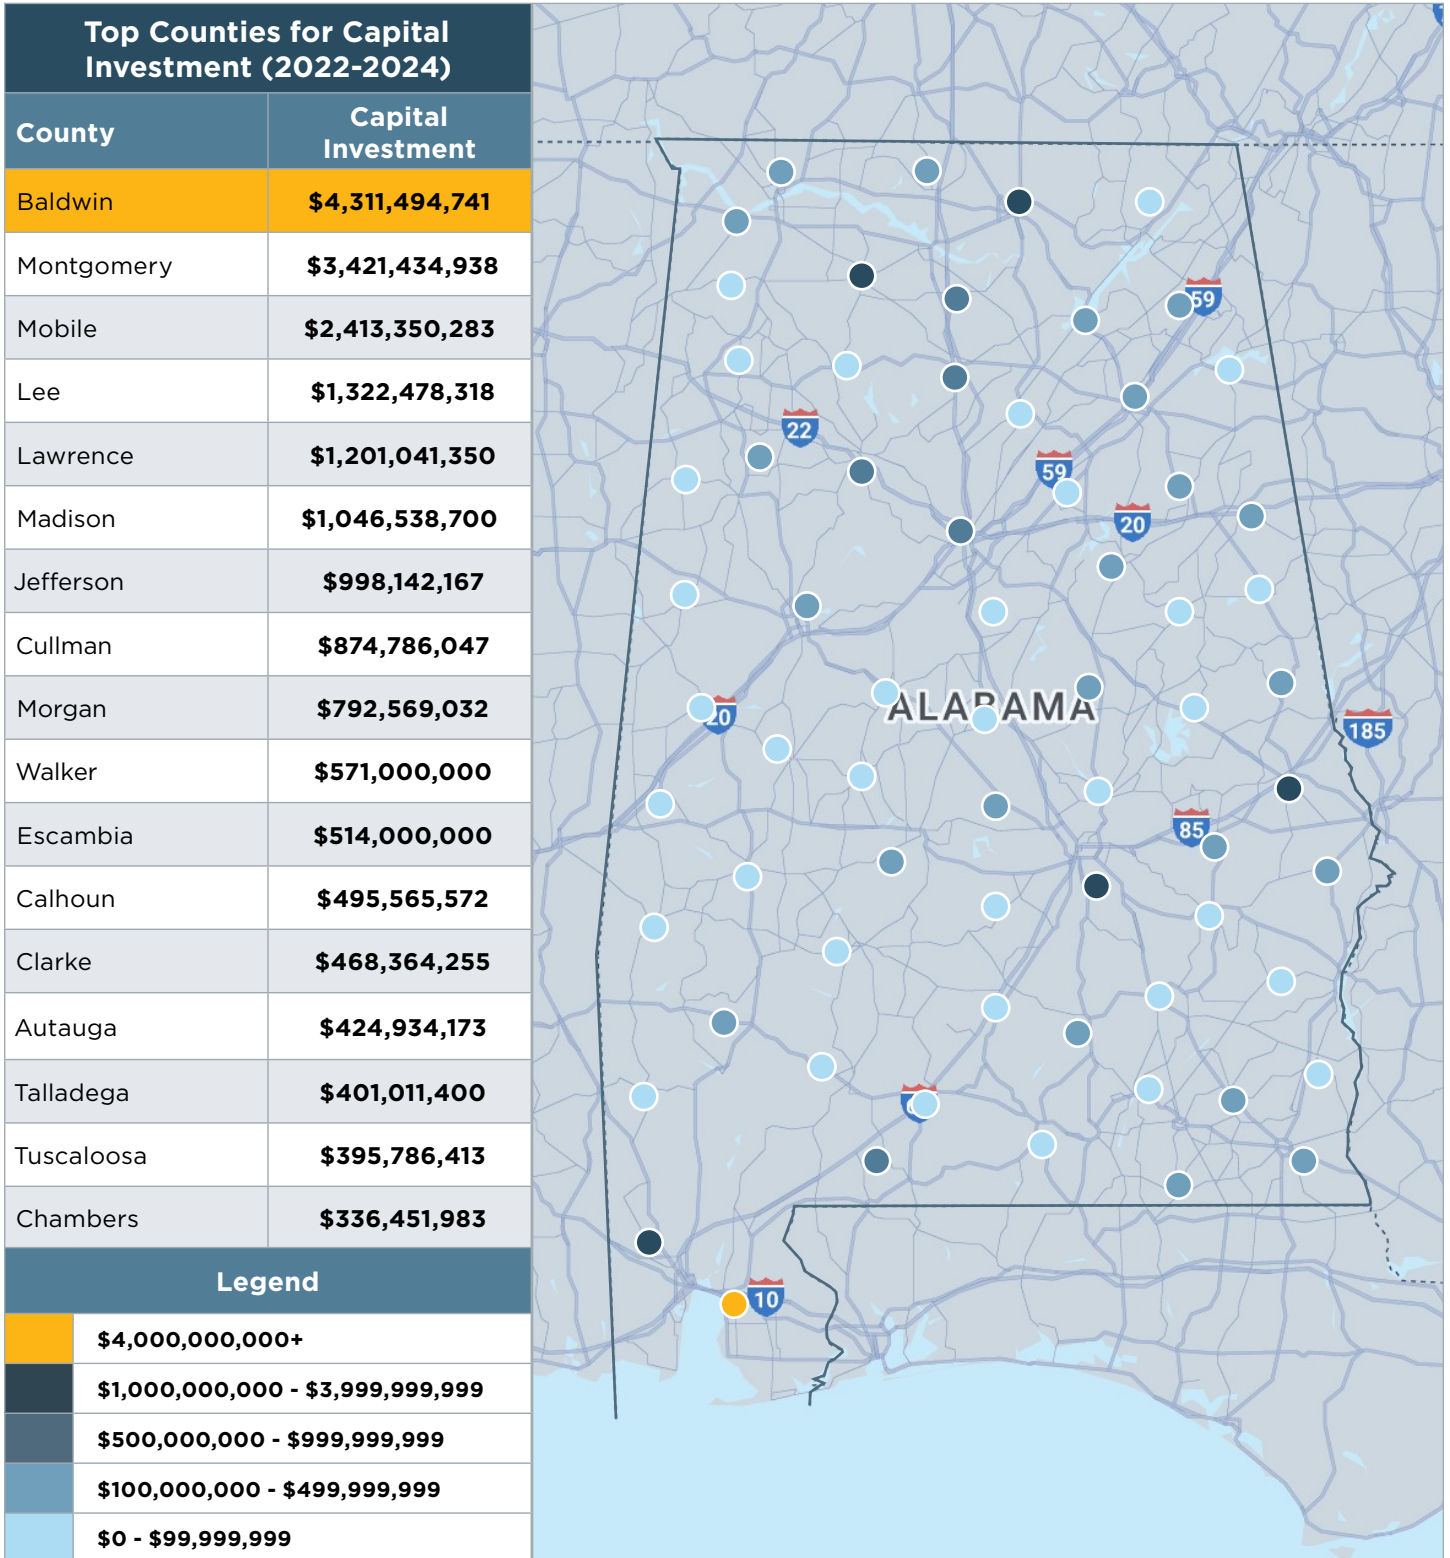 Top Counties for Capital
Investment (2022-2024)
County
Capital
Investment
Baldwin $4,311,494,741
Montgomery $3,421,434,938
Mobile $2,413,350,283
Lee $1,322,478,318
Lawrence $1,201,041,350
Madison $1,046,538,700
Jefferson $998,142,167
Cullman $874,786,047
Morgan $792,569,032
Walker $571,000,000
Escambia $514,000,000
Calhoun $495,565,572
Clarke $468,364,255
Autauga $424,934,173
Talladega $401,011,400
Tuscaloosa $395,786,413
Chambers $336,451,983
Legend
$4,000,000,000+
$1,000,000,000 - $3,999,999,999
$500,000,000 - $999,999,999
$100,000,000 - $499,999,999
$0 - $99,999,999
59
22
59
20
ALABAMA
20
185
85
10